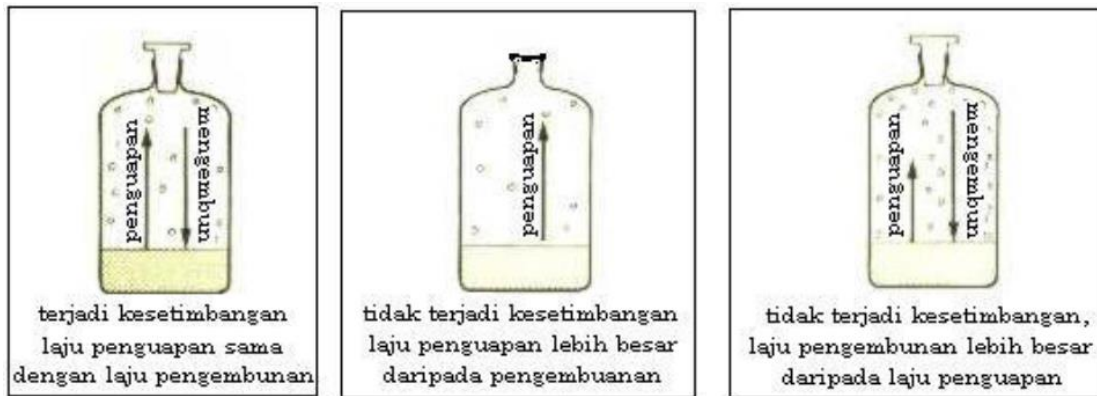 penguapan
mengembun
terjadi kesetimbangan
laju penguapan sama
dengan laju pengembunan
penguapan
tidak terjadi kesetimbangan
laju penguapan lebih besar
daripada pengembuanan
penguapan
mengembun
tidak terjadi kesetimbangan,
laju pengembunan lebih besar
daripada laju penguapan